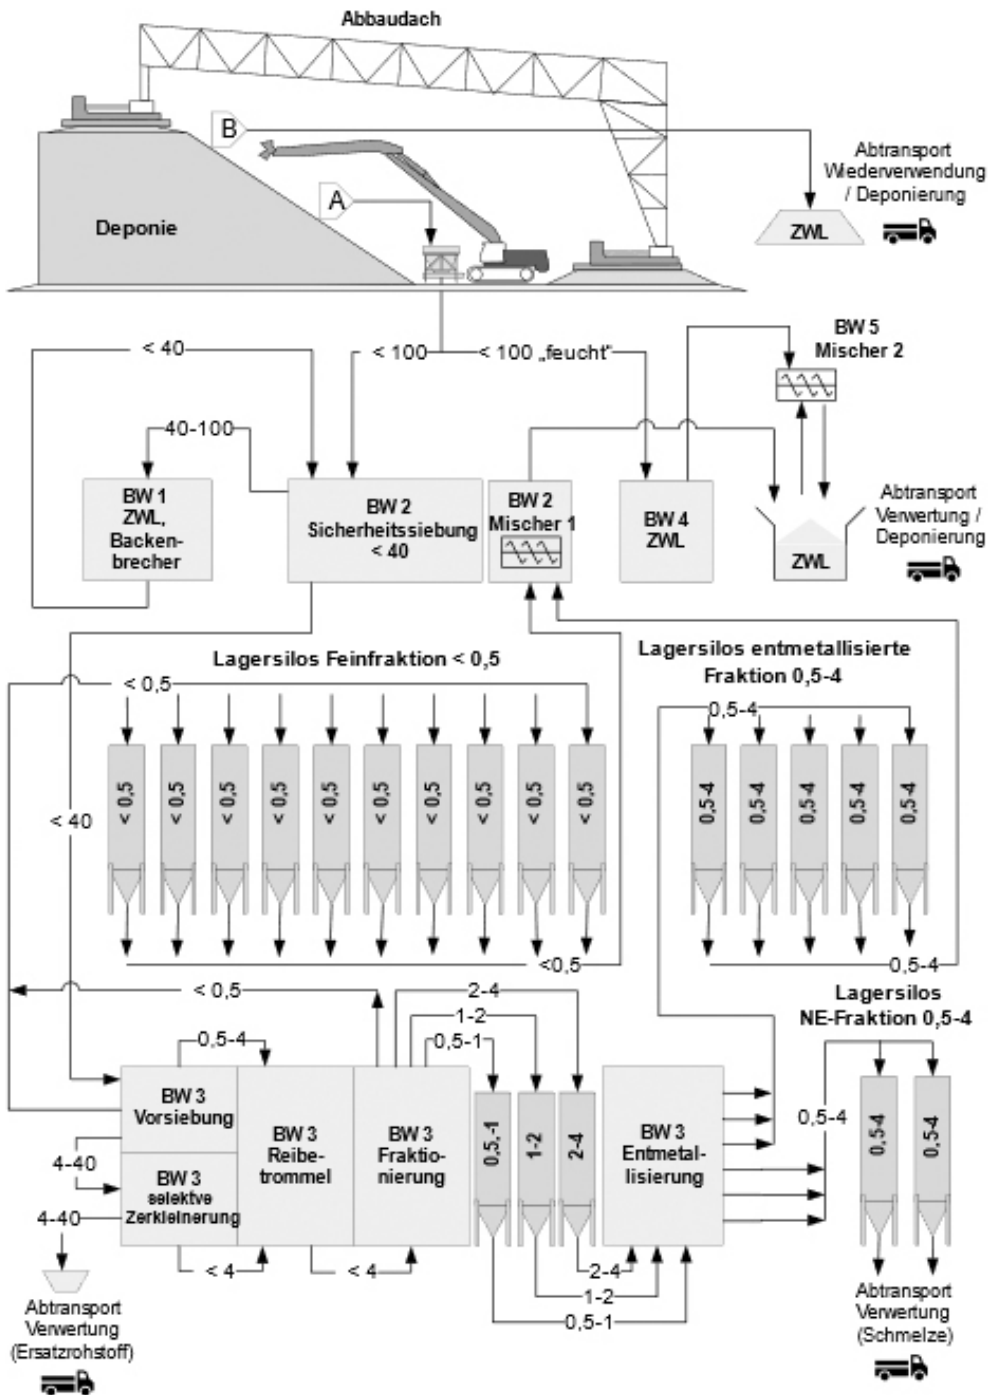 Abbaudach
B
A
Deponie
Abtransport
Wiederverwendung
/ Deponierung
ZWL
< 40
< 100
< 100 „feucht"
BW 5
Mischer 2
40-100
BW 1
ZWL,
Backen-
brecher
BW 2
Sicherheitssiebung
< 40
BW 2
Mischer 1
BW 4
ZWL
ZWL
Abtransport
Verwertung /
Deponierung
Lagersilos Feinfraktion < 0,5
Lagersilos entmetallisierte
Fraktion 0,5-4
< 0,5
0,5-4
< 0,5
< 0,5
< 0,5
< 0,5
< 0,5
< 0,5
< 0,5
< 0,5
< 0,5
< 0,5
0,5-4
0,5-4
0,5-4
0,5-4
0,5-4
< 40
<0,5
0,5-4
< 0,5
2-4
1-2
0,5-1
0,5-4
Lagersilos
NE-Fraktion 0,5-4
BW 3
Vorsiebung
BW 3
selektve
Zerkleinerung
BW 3
Reibe-
trommel
BW 3
Fraktio-
nierung
0,5,-1
1-2
2-4
BW 3
Entmetal-
lisierung
0,5-4
0,5-4
0,5-4
4-40
4-40
< 4
< 4
2-4
1-2
0,5-1
Abtransport
Verwertung
(Ersatzrohstoff)
Abtransport
Verwertung
(Schmelze)